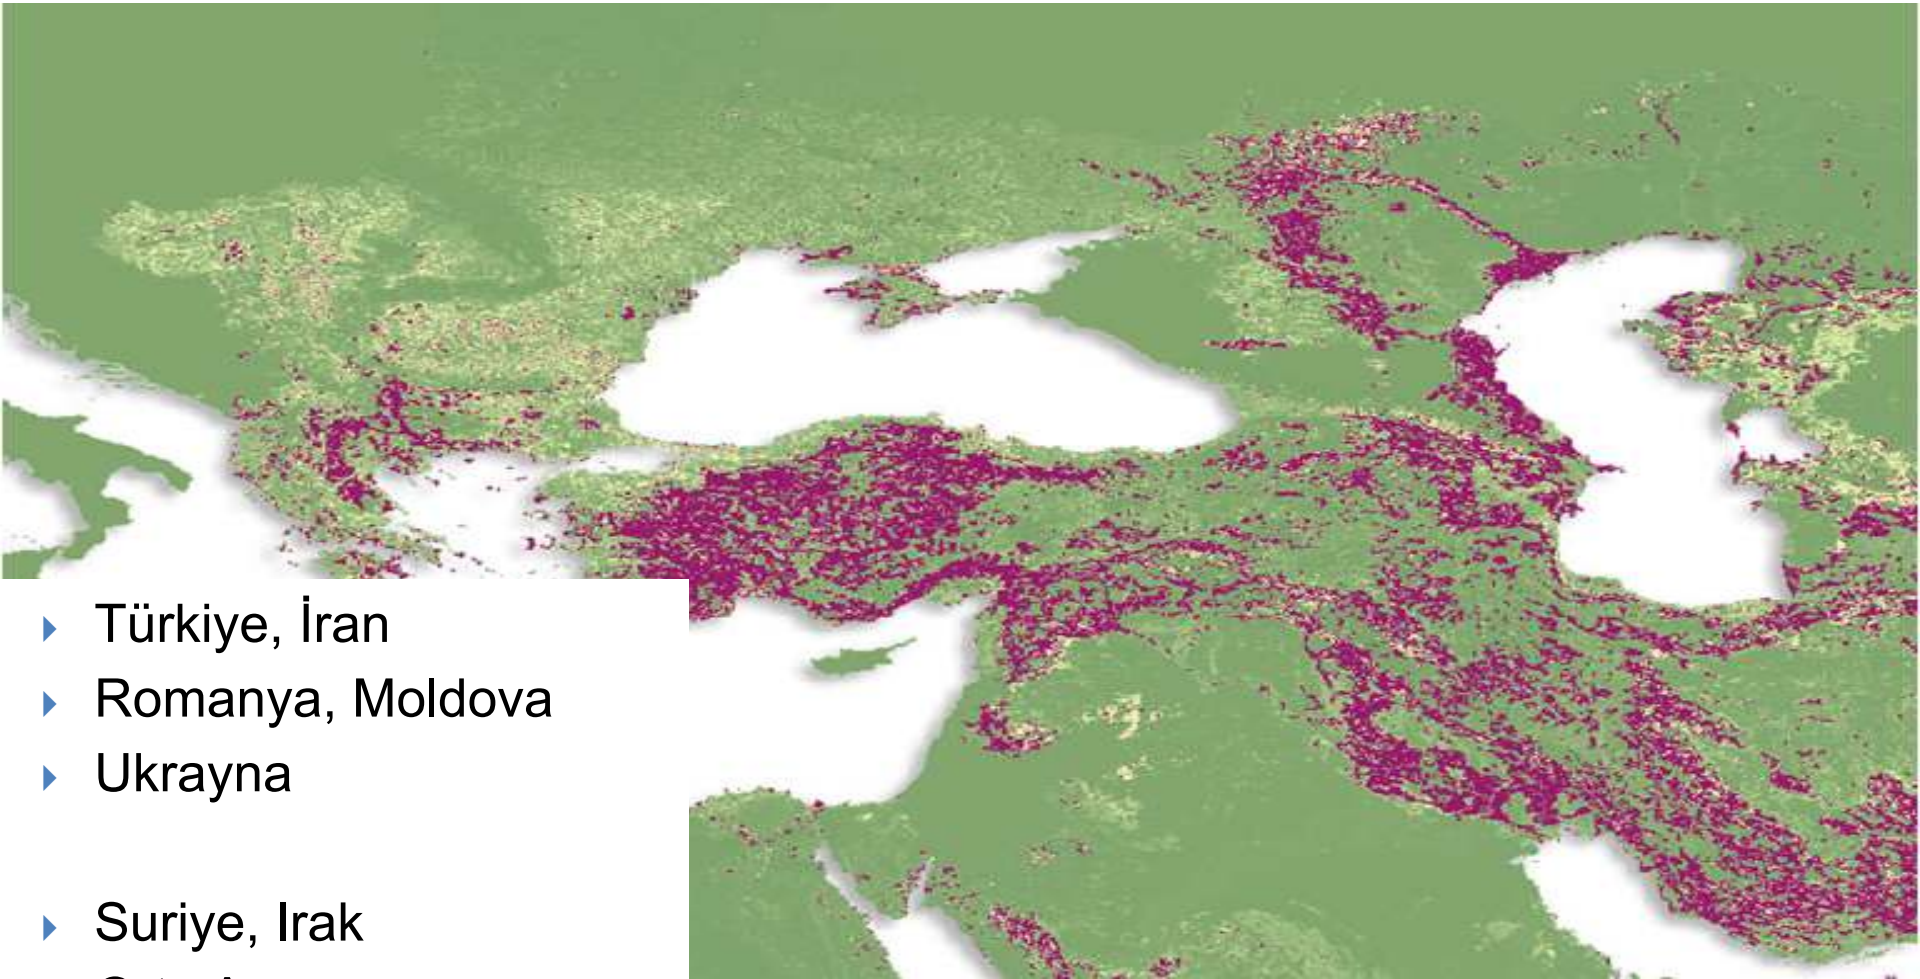 Türkiye, İran
Romanya, Moldova
Ukrayna
Suriye, Irak